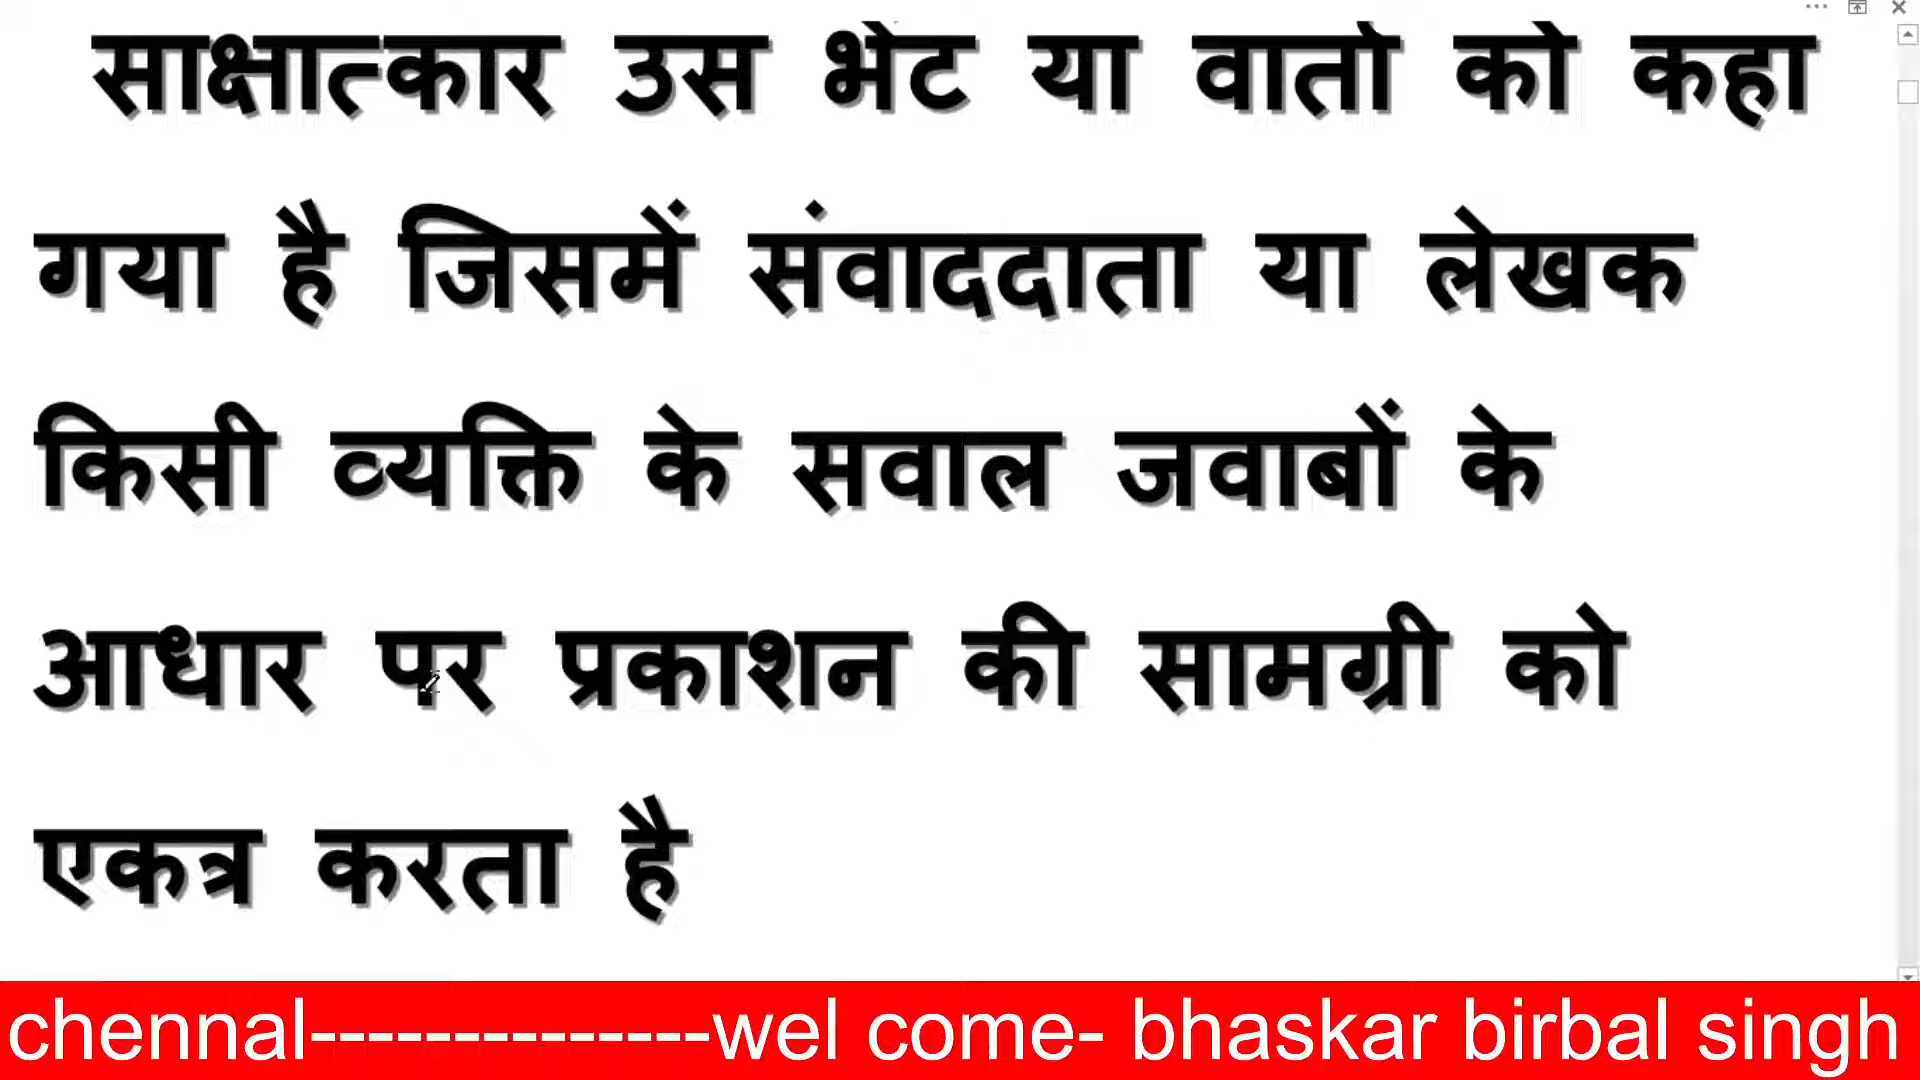 साक्षात्कार उस भेंट या वार्ता को कहा
गया है जिसमें संवाददाता या लेखक
किसी व्यक्ति के सवाल जवाबों के
आधार पर प्रकाशन की सामग्री को
एकत्र करता है
chennal--------------wel come- bhaskar birbal singh